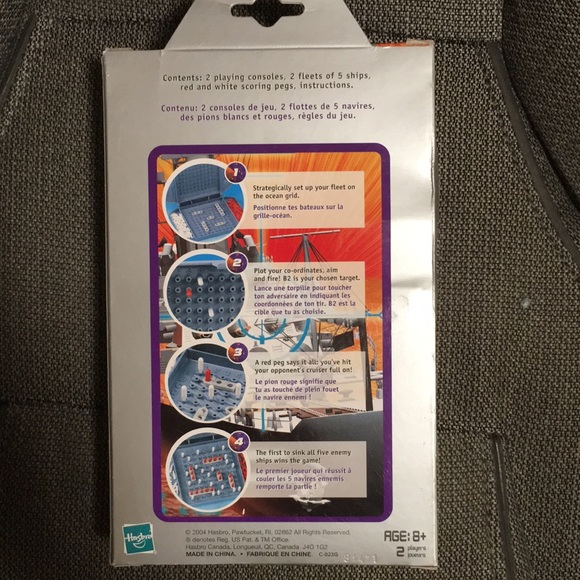 Contents: 2 playing consoles, 2 fleets of 5 ships,
red and white scoring pegs, instructions.
Contenu: 2 consoles de jeu, 2 flottes de 5 navires,
des pions blancs et rouges, règles du jeu.
1
Strategically set up your fleet on
the ocean grid.
Positionne tes bateaux sur la
grille-océan.
2
Plot your co-ordinates, aim
and fire! B2 is your chosen target.
Lance une torpille pour toucher
ton adversaire en indiquant les
coordonnées de ton tir. B2 est la
cible que tu as choisie.
3
A red peg says it all: you've hit
your opponent's cruiser full on!
Le pion rouge signifie que
tu as touché de plein fouet
le navire ennemi !
4
The first to sink all five enemy
ships wins the game!
Le premier joueur qui réussit à
couler les 5 navires ennemis
remporte la partie !
Hasbro
© 2004 Hasbro, Pawtucket, RI, 02862 All Rights Reserved.
® denotes Reg. US Pat. & TM Office.
Hasbro Canada, Longueuil, QC, Canada J4G 1G2
MADE IN CHINA. • FABRIQUÉ EN CHINE.
AGE: 8+
2 players
joueurs